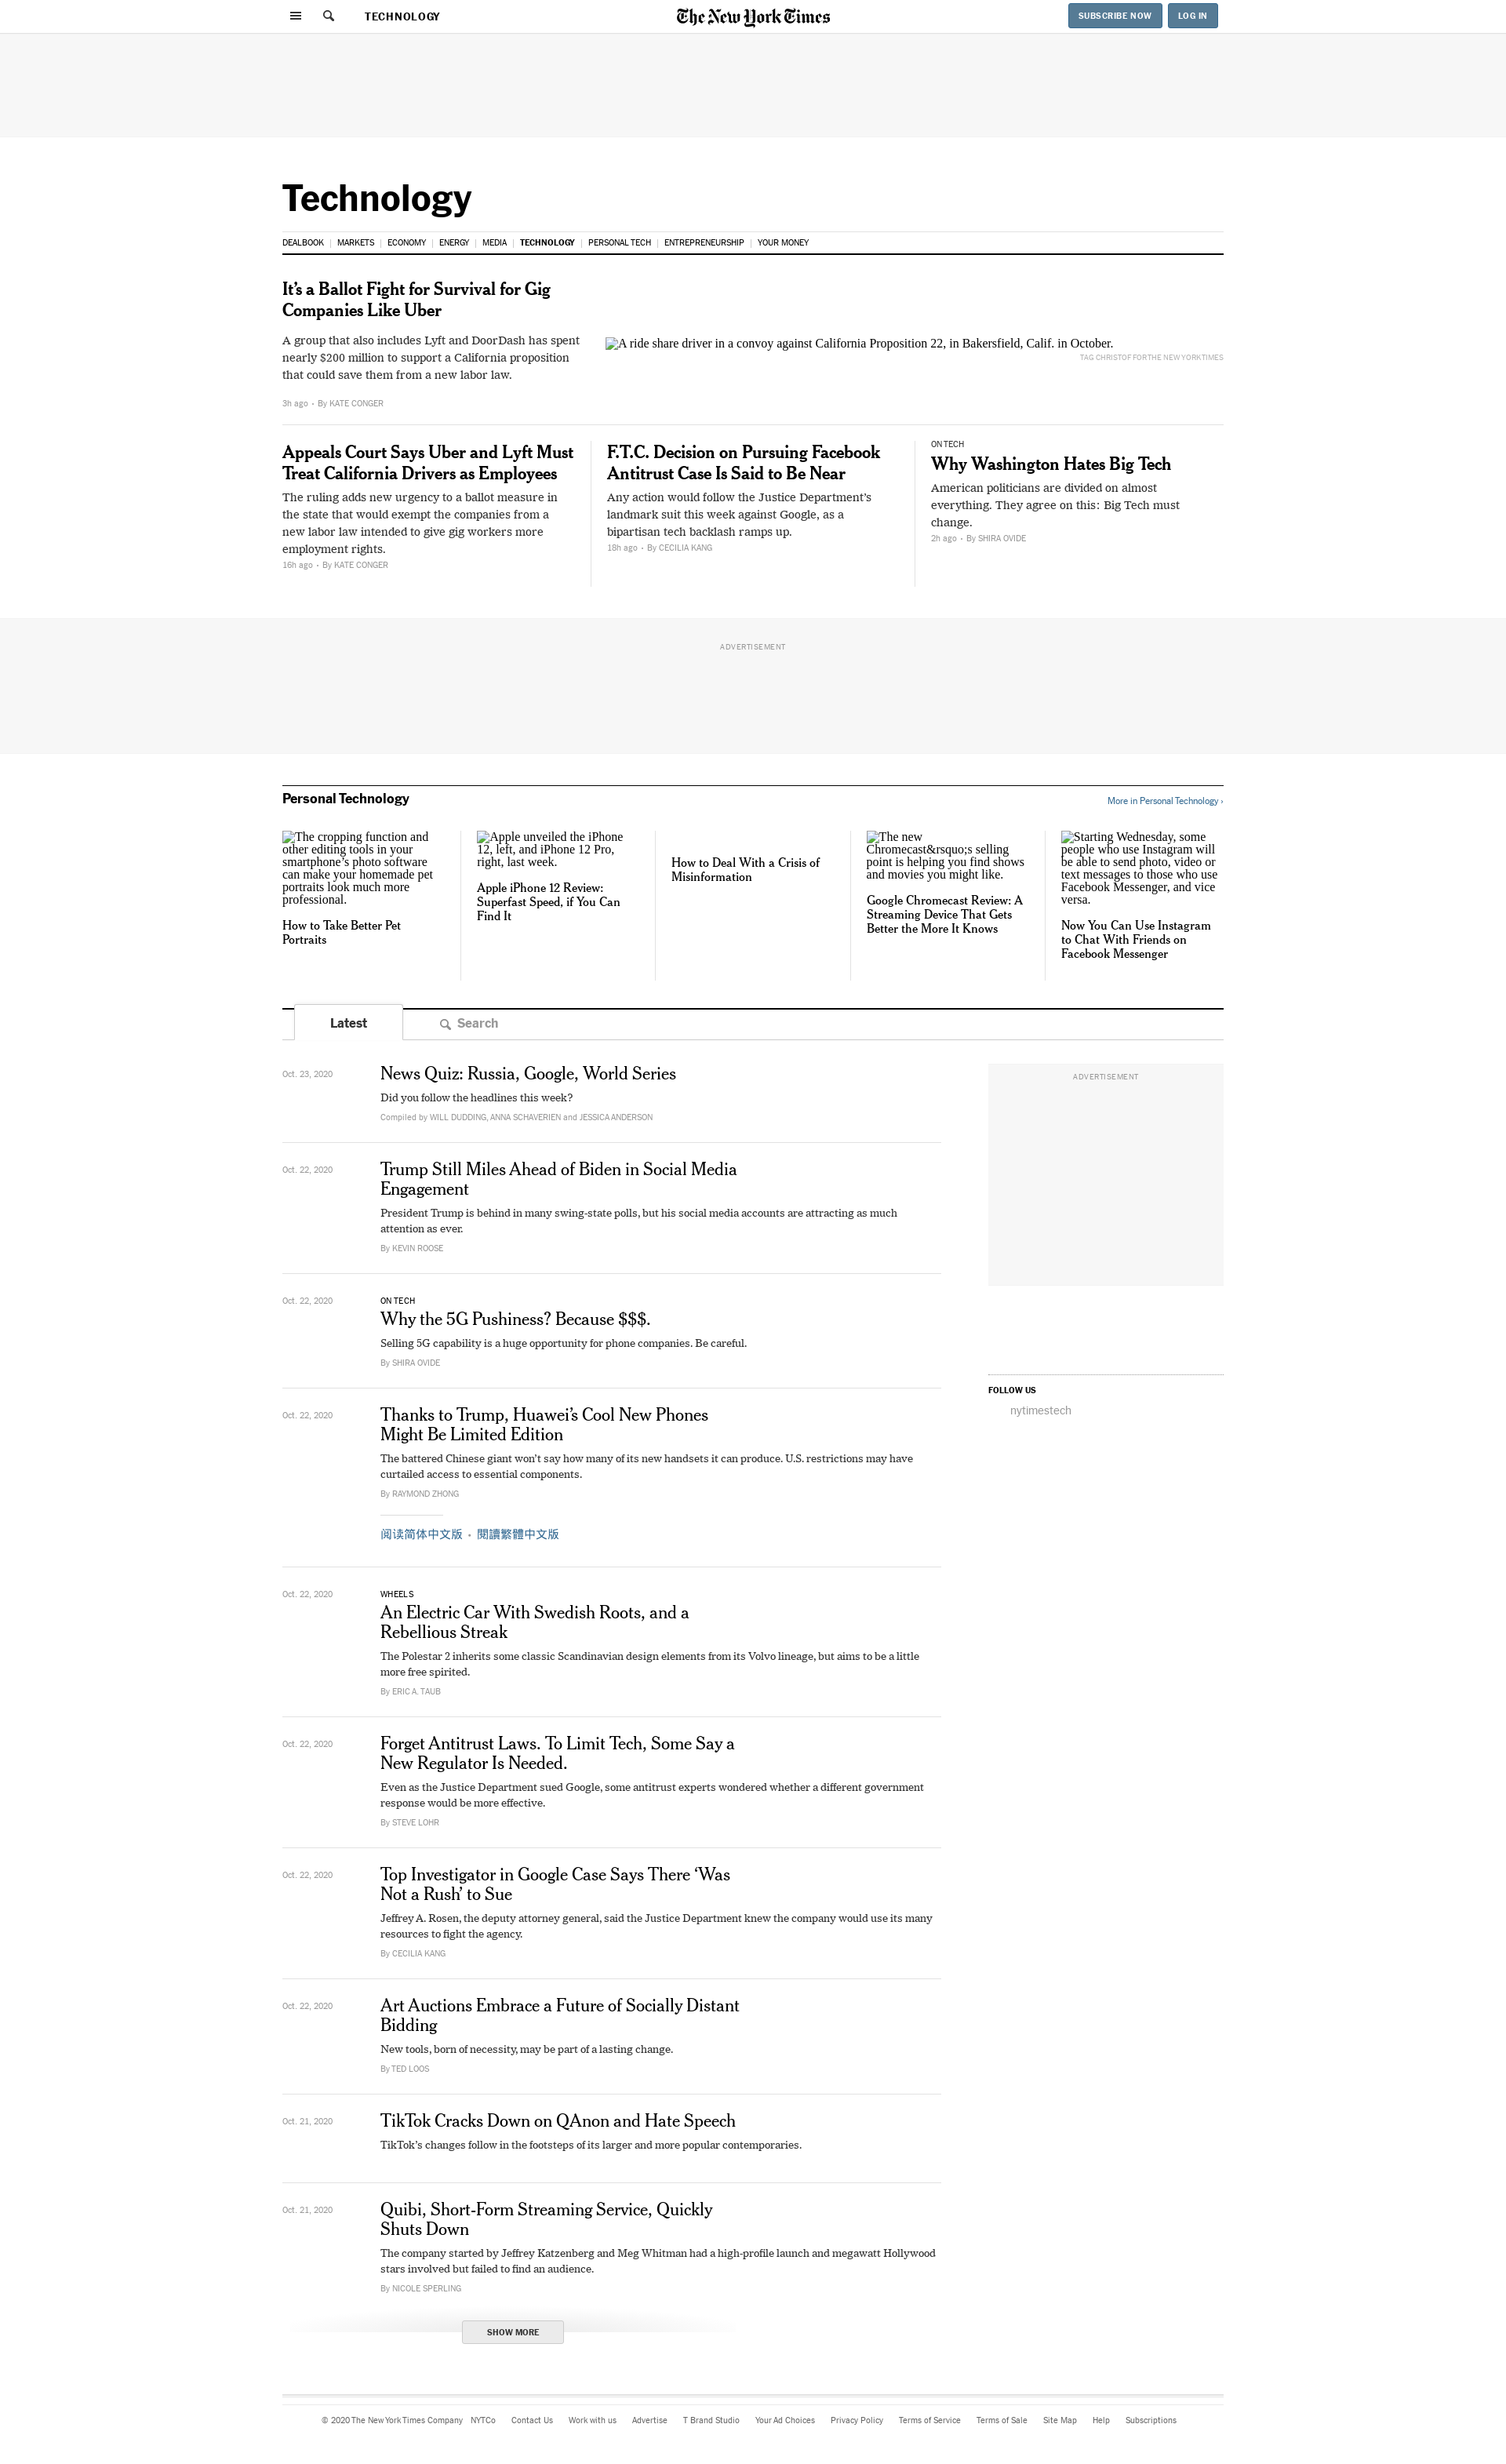 TECHNOLOGY
The New York Times
SUBSCRIBE NOW
LOG IN
Technology
DEALBOOK
MARKETS
ECONOMY
ENERGY
MEDIA
TECHNOLOGY
PERSONAL TECH
ENTREPRENEURSHIP
YOUR MONEY
It’s a Ballot Fight for Survival for Gig
Companies Like Uber
A group that also includes Lyft and DoorDash has spent
nearly $200 million to support a California proposition
that could save them from a new labor law.
3h ago • By KATE CONGER
A ride share driver in a convoy against California Proposition 22, in Bakersfield, Calif. in October.
TAG CHRISTOF FOR THE NEW YORK TIMES
Appeals Court Says Uber and Lyft Must
Treat California Drivers as Employees
The ruling adds new urgency to a ballot measure in
the state that would exempt the companies from a
new labor law intended to give gig workers more
employment rights.
16h ago • By KATE CONGER
F.T.C. Decision on Pursuing Facebook
Antitrust Case Is Said to Be Near
Any action would follow the Justice Department’s
landmark suit this week against Google, as a
bipartisan tech backlash ramps up.
18h ago • By CECILIA KANG
ON TECH
Why Washington Hates Big Tech
American politicians are divided on almost
everything. They agree on this: Big Tech must
change.
2h ago • By SHIRA OVIDE
ADVERTISEMENT
Personal Technology
More in Personal Technology ›
The cropping function and
other editing tools in your
smartphone’s photo software
can make your homemade pet
portraits look much more
professional.
How to Take Better Pet
Portraits
Apple unveiled the iPhone
12, left, and iPhone 12 Pro,
right, last week.
Apple iPhone 12 Review:
Superfast Speed, if You Can
Find It
How to Deal With a Crisis of
Misinformation
The new
Chromecast&rsquo;s selling
point is helping you find shows
and movies you might like.
Google Chromecast Review: A
Streaming Device That Gets
Better the More It Knows
Starting Wednesday, some
people who use Instagram will
be able to send photo, video or
text messages to those who use
Facebook Messenger, and vice
versa.
Now You Can Use Instagram
to Chat With Friends on
Facebook Messenger
Latest
Search
Oct. 23, 2020
News Quiz: Russia, Google, World Series
Did you follow the headlines this week?
Compiled by WILL DUDDING, ANNA SCHAVERIEN and JESSICA ANDERSON
Oct. 22, 2020
Trump Still Miles Ahead of Biden in Social Media
Engagement
President Trump is behind in many swing-state polls, but his social media accounts are attracting as much
attention as ever.
By KEVIN ROOSE
Oct. 22, 2020
ON TECH
Why the 5G Pushiness? Because $$$.
Selling 5G capability is a huge opportunity for phone companies. Be careful.
By SHIRA OVIDE
Oct. 22, 2020
Thanks to Trump, Huawei’s Cool New Phones
Might Be Limited Edition
The battered Chinese giant won’t say how many of its new handsets it can produce. U.S. restrictions may have
curtailed access to essential components.
By RAYMOND ZHONG
阅读简体中文版 • 閱讀繁體中文版
Oct. 22, 2020
WHEELS
An Electric Car With Swedish Roots, and a
Rebellious Streak
The Polestar 2 inherits some classic Scandinavian design elements from its Volvo lineage, but aims to be a little
more free spirited.
By ERIC A. TAUB
Oct. 22, 2020
Forget Antitrust Laws. To Limit Tech, Some Say a
New Regulator Is Needed.
Even as the Justice Department sued Google, some antitrust experts wondered whether a different government
response would be more effective.
By STEVE LOHR
Oct. 22, 2020
Top Investigator in Google Case Says There ‘Was
Not a Rush’ to Sue
Jeffrey A. Rosen, the deputy attorney general, said the Justice Department knew the company would use its many
resources to fight the agency.
By CECILIA KANG
Oct. 22, 2020
Art Auctions Embrace a Future of Socially Distant
Bidding
New tools, born of necessity, may be part of a lasting change.
By TED LOOS
Oct. 21, 2020
TikTok Cracks Down on QAnon and Hate Speech
TikTok’s changes follow in the footsteps of its larger and more popular contemporaries.
Oct. 21, 2020
Quibi, Short-Form Streaming Service, Quickly
Shuts Down
The company started by Jeffrey Katzenberg and Meg Whitman had a high-profile launch and megawatt Hollywood
stars involved but failed to find an audience.
By NICOLE SPERLING
SHOW MORE
ADVERTISEMENT
FOLLOW US
nytimestech
© 2020 The New York Times Company
NYTCo
Contact Us
Work with us
Advertise
T Brand Studio
Your Ad Choices
Privacy Policy
Terms of Service
Terms of Sale
Site Map
Help
Subscriptions